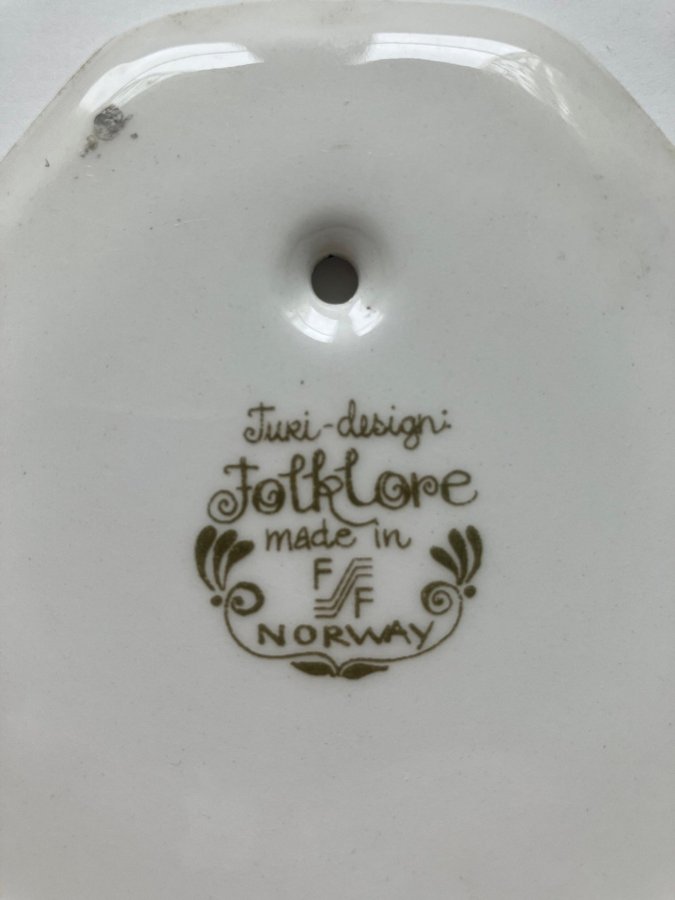 Turi-design:
Folklore
made in
F
F
NORWAY